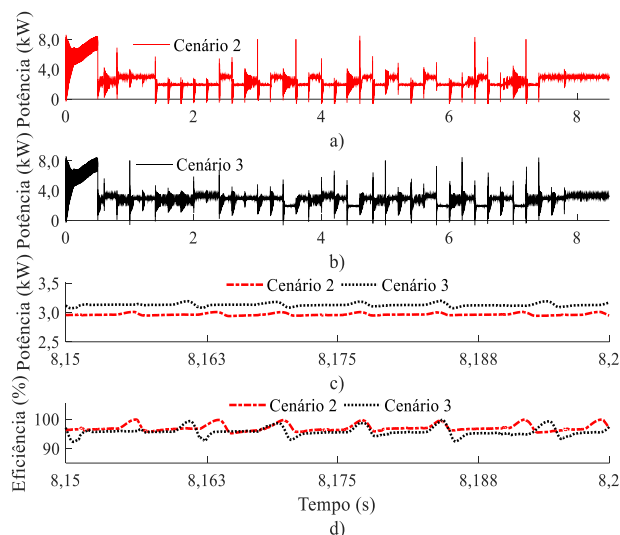 Potência (kW)
8,0
4,0
0
Cenário 2
0
2
4
6
8
a)
Potência (kW)
8,0
4,0
0
Cenário 3
0
2
4
6
8
b)
Potência (kW)
3,5
3,0
2,5
Cenário 2
Cenário 3
8,15
8,163
8,175
8,188
8,2
c)
Eficiência (%)
100
90
Cenário 2
Cenário 3
8,15
8,163
8,175
8,188
8,2
Tempo (s)
d)